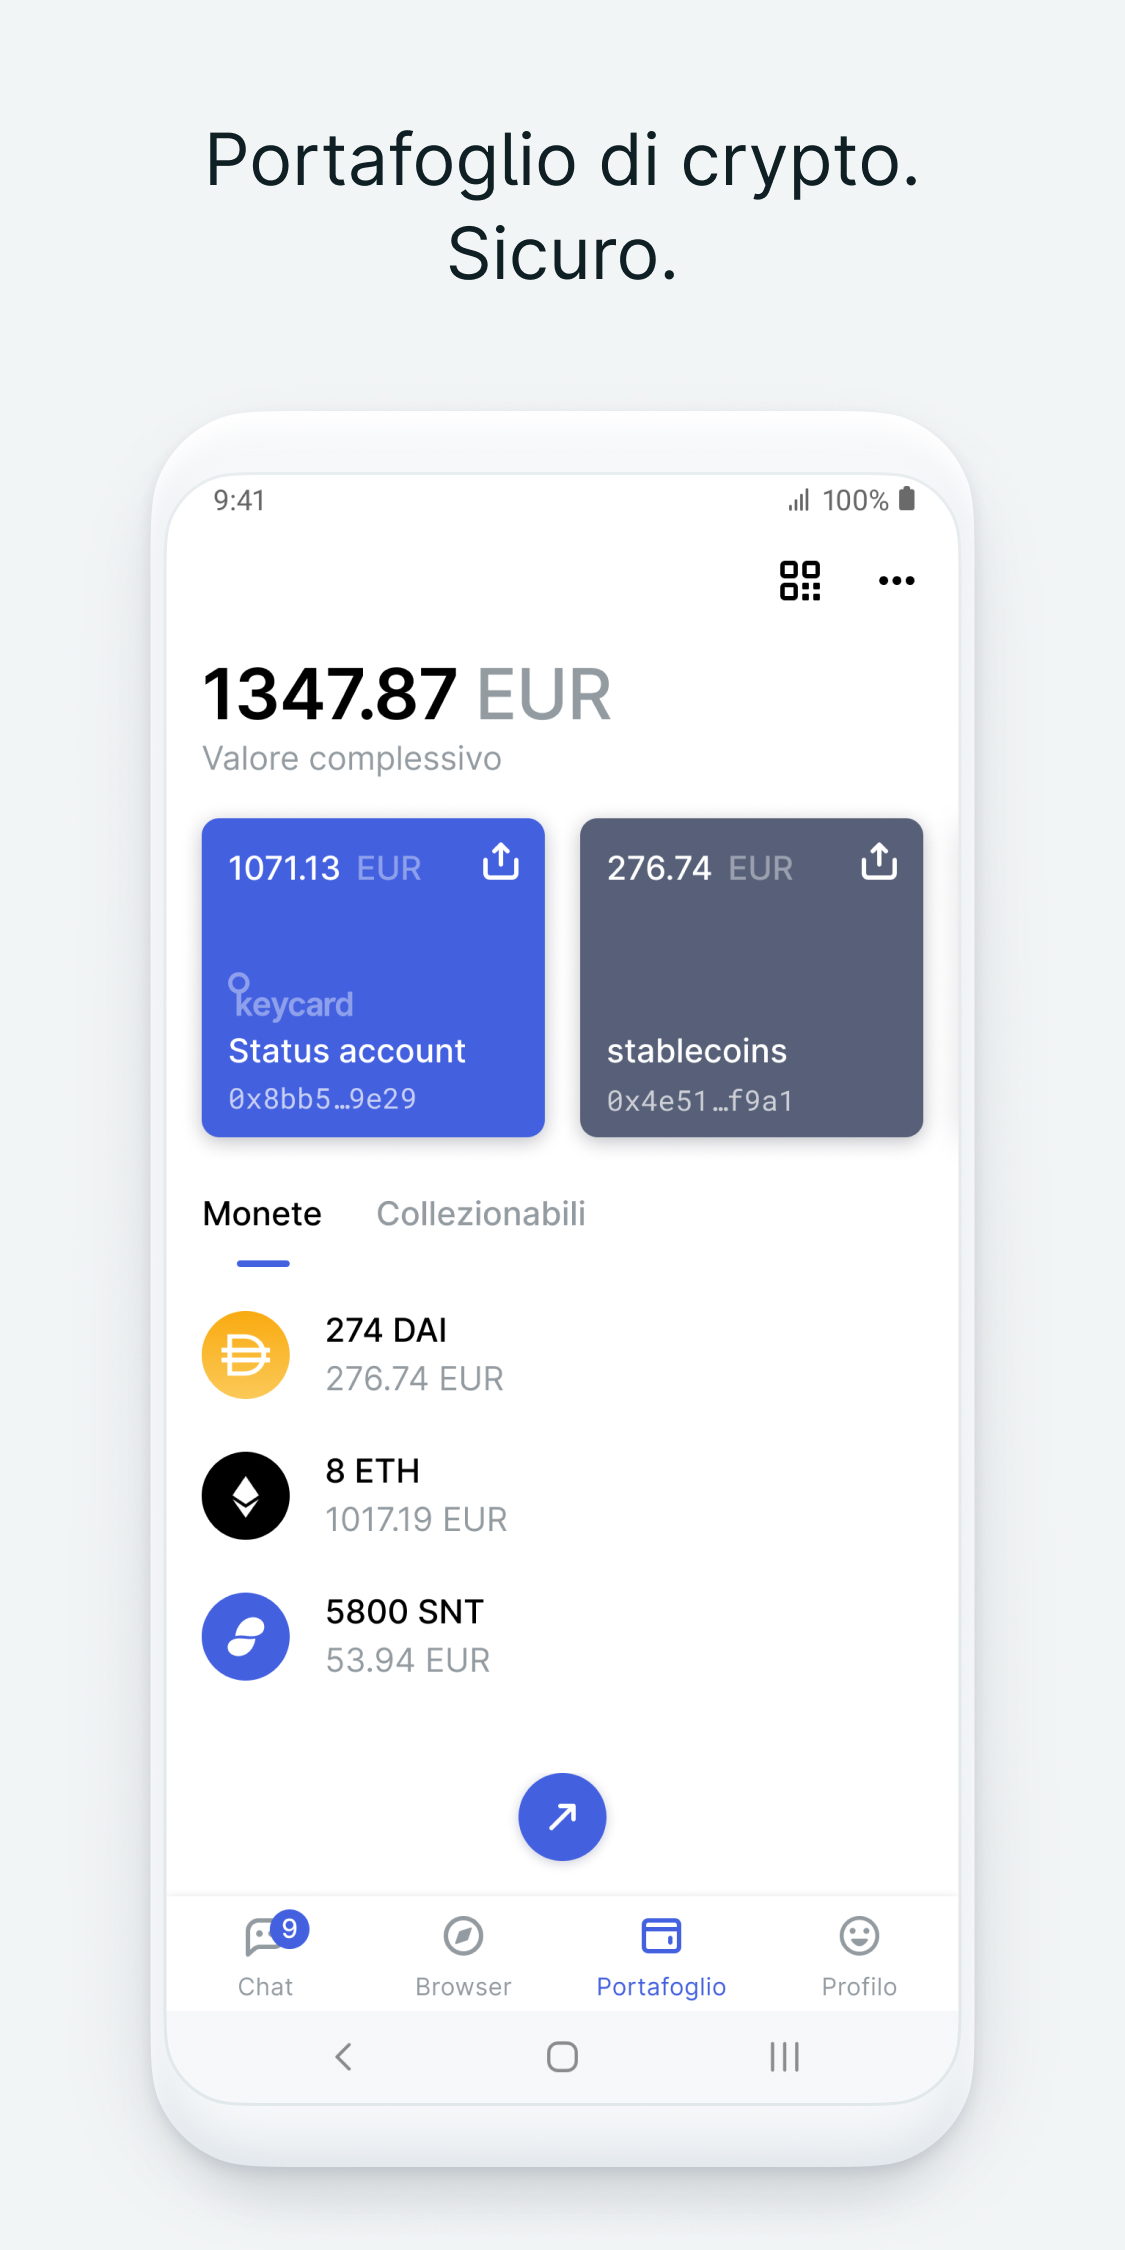 Portafoglio di crypto.
Sicuro.
9:41
100%
1347.87 EUR
Valore complessivo
1071.13 EUR
keycard
Status account
0x8bb5…9e29
276.74 EUR
stablecoins
0x4e51…f9a1
Monete
Collezionabili
274 DAI
276.74 EUR
8 ETH
1017.19 EUR
5800 SNT
53.94 EUR
9
Chat
Browser
Portafoglio
Profilo